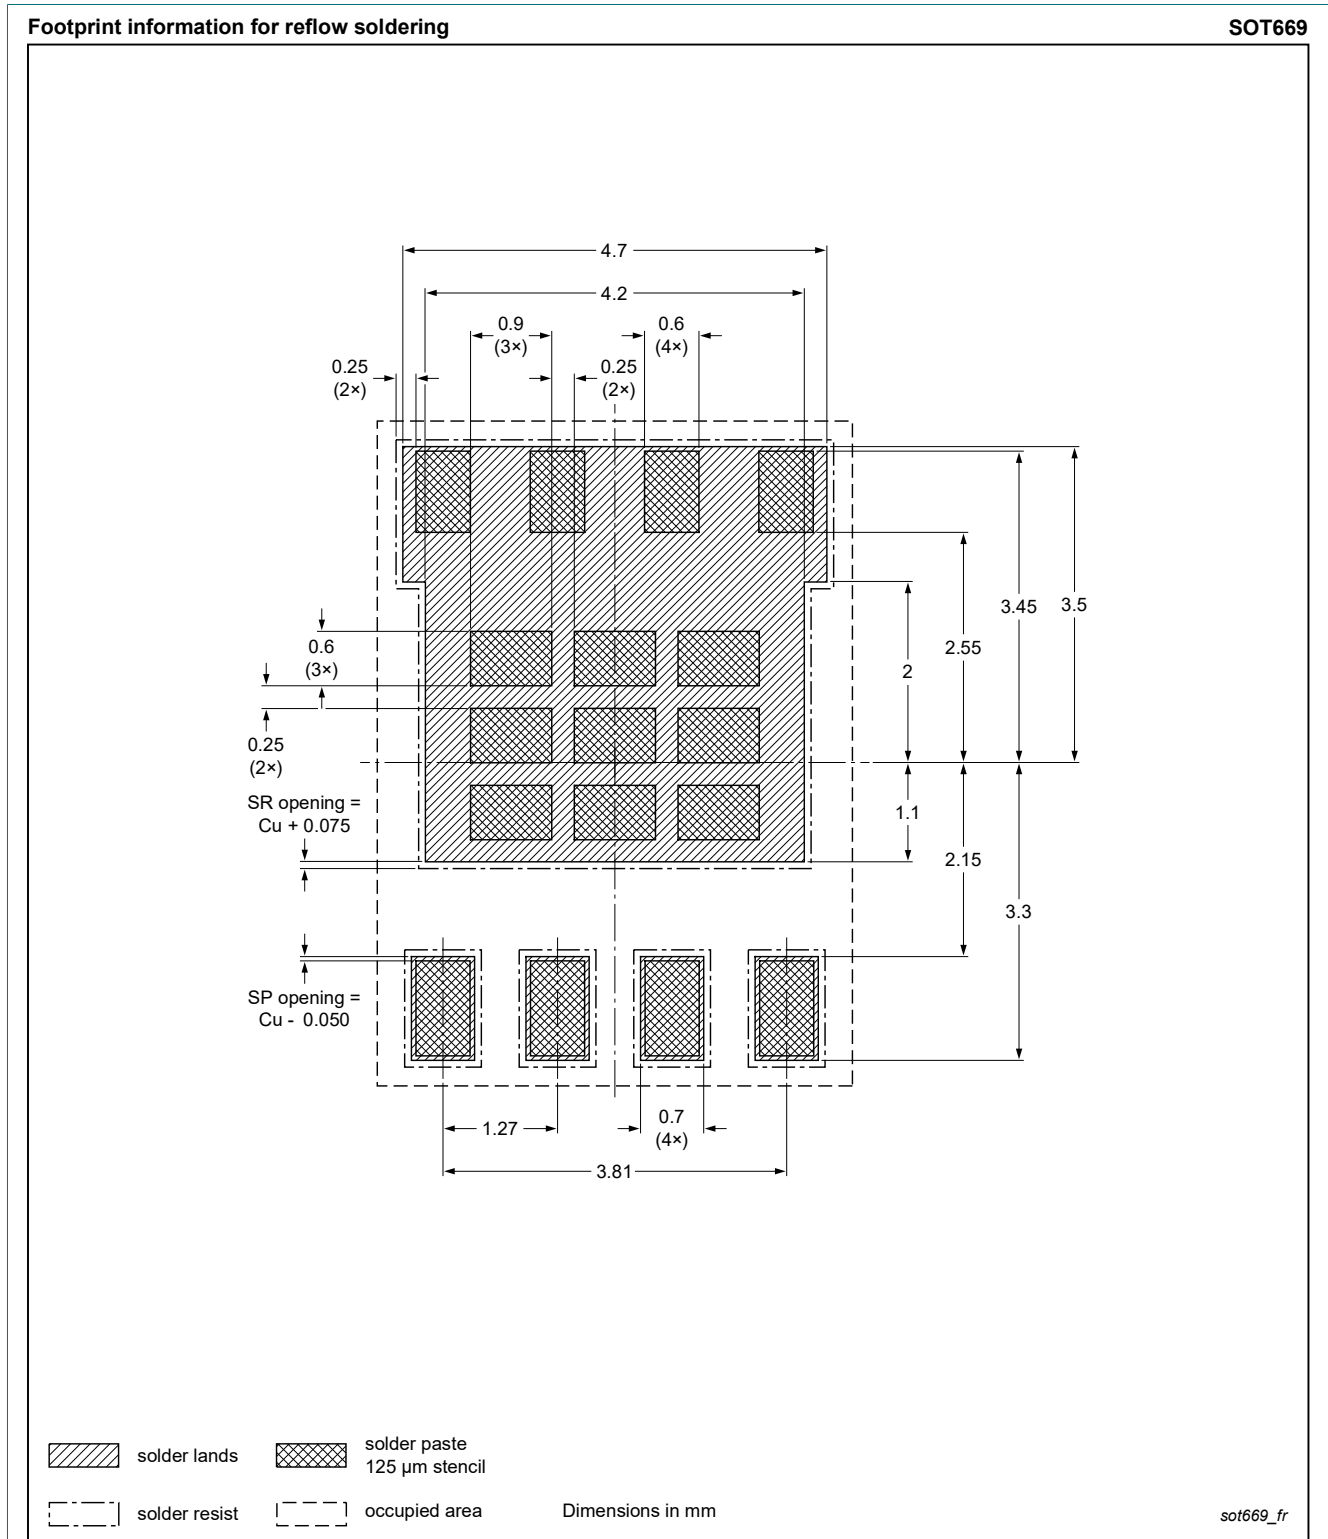 Footprint information for reflow soldering
SOT669
4.7
4.2
0.9
(3×)
0.6
(4×)
0.25
(2×)
0.25
(2×)
3.45
3.5
2.55
2
0.6
(3×)
0.25
(2×)
SR opening =
Cu + 0.075
1.1
2.15
3.3
SP opening =
Cu - 0.050
1.27
0.7
(4×)
3.81
solder lands
solder paste
125 µm stencil
solder resist
occupied area
Dimensions in mm
sot669_fr